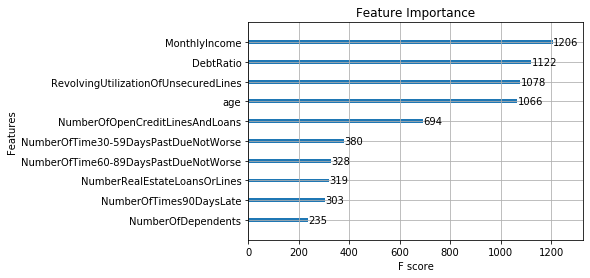 Feature Importance
Features
MonthlyIncome 1206
DebtRatio 1122
RevolvingUtilizationOfUnsecuredLines 1078
age 1066
NumberOfOpenCreditLinesAndLoans 694
NumberOfTime30-59DaysPastDueNotWorse 380
NumberOfTime60-89DaysPastDueNotWorse 328
NumberRealEstateLoansOrLines 319
NumberOfTimes90DaysLate 303
NumberOfDependents 235
0 200 400 600 800 1000 1200
F score